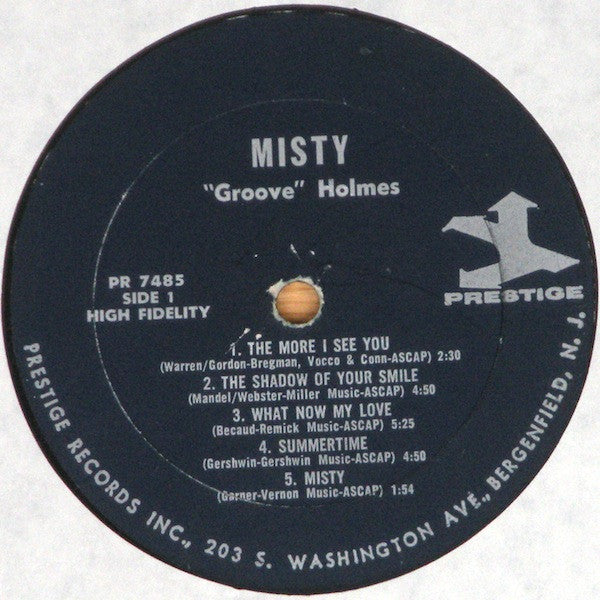 MISTY
"Groove" Holmes
PR 7485
SIDE 1
HIGH FIDELITY
PRESTIGE
1. THE MORE I SEE YOU
(Warren/Gordon-Bregman, Vocco & Conn-ASCAP) 2:30
2. THE SHADOW OF YOUR SMILE
(Mandel/Webster-Miller Music-ASCAP) 4:50
3. WHAT NOW MY LOVE
(Becaud-Remick Music-ASCAP) 5:25
4. SUMMERTIME
(Gershwin-Gershwin Music-ASCAP) 4:50
5. MISTY
(Garner-Vernon Music-ASCAP) 1:54
PRESTIGE RECORDS INC., 203 S. WASHINGTON AVE., BERGENFIELD, N. J.